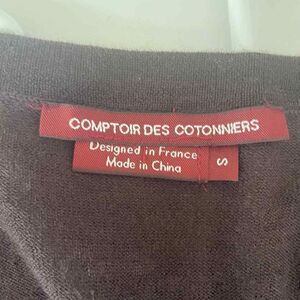 COMPTOIR DES COTONNIERS
Designed in France
Made in China
S